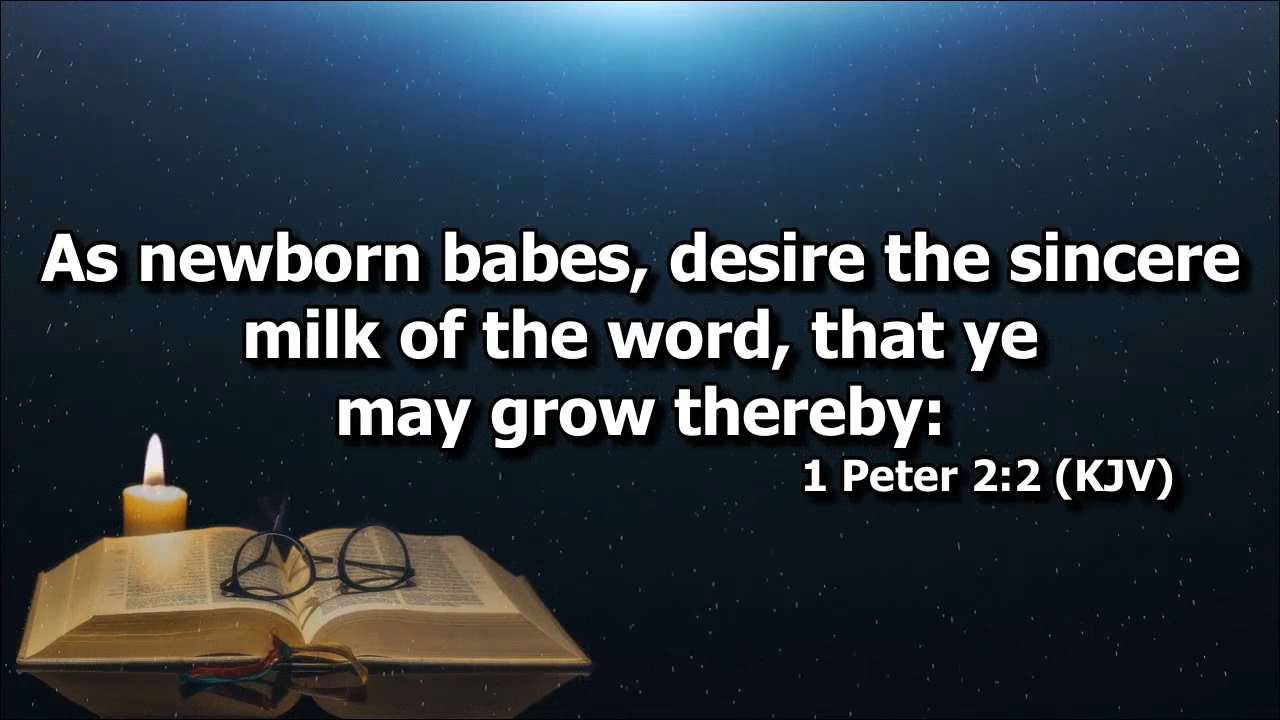 As newborn babes, desire the sincere
milk of the word, that ye
may grow thereby:
1 Peter 2:2 (KJV)